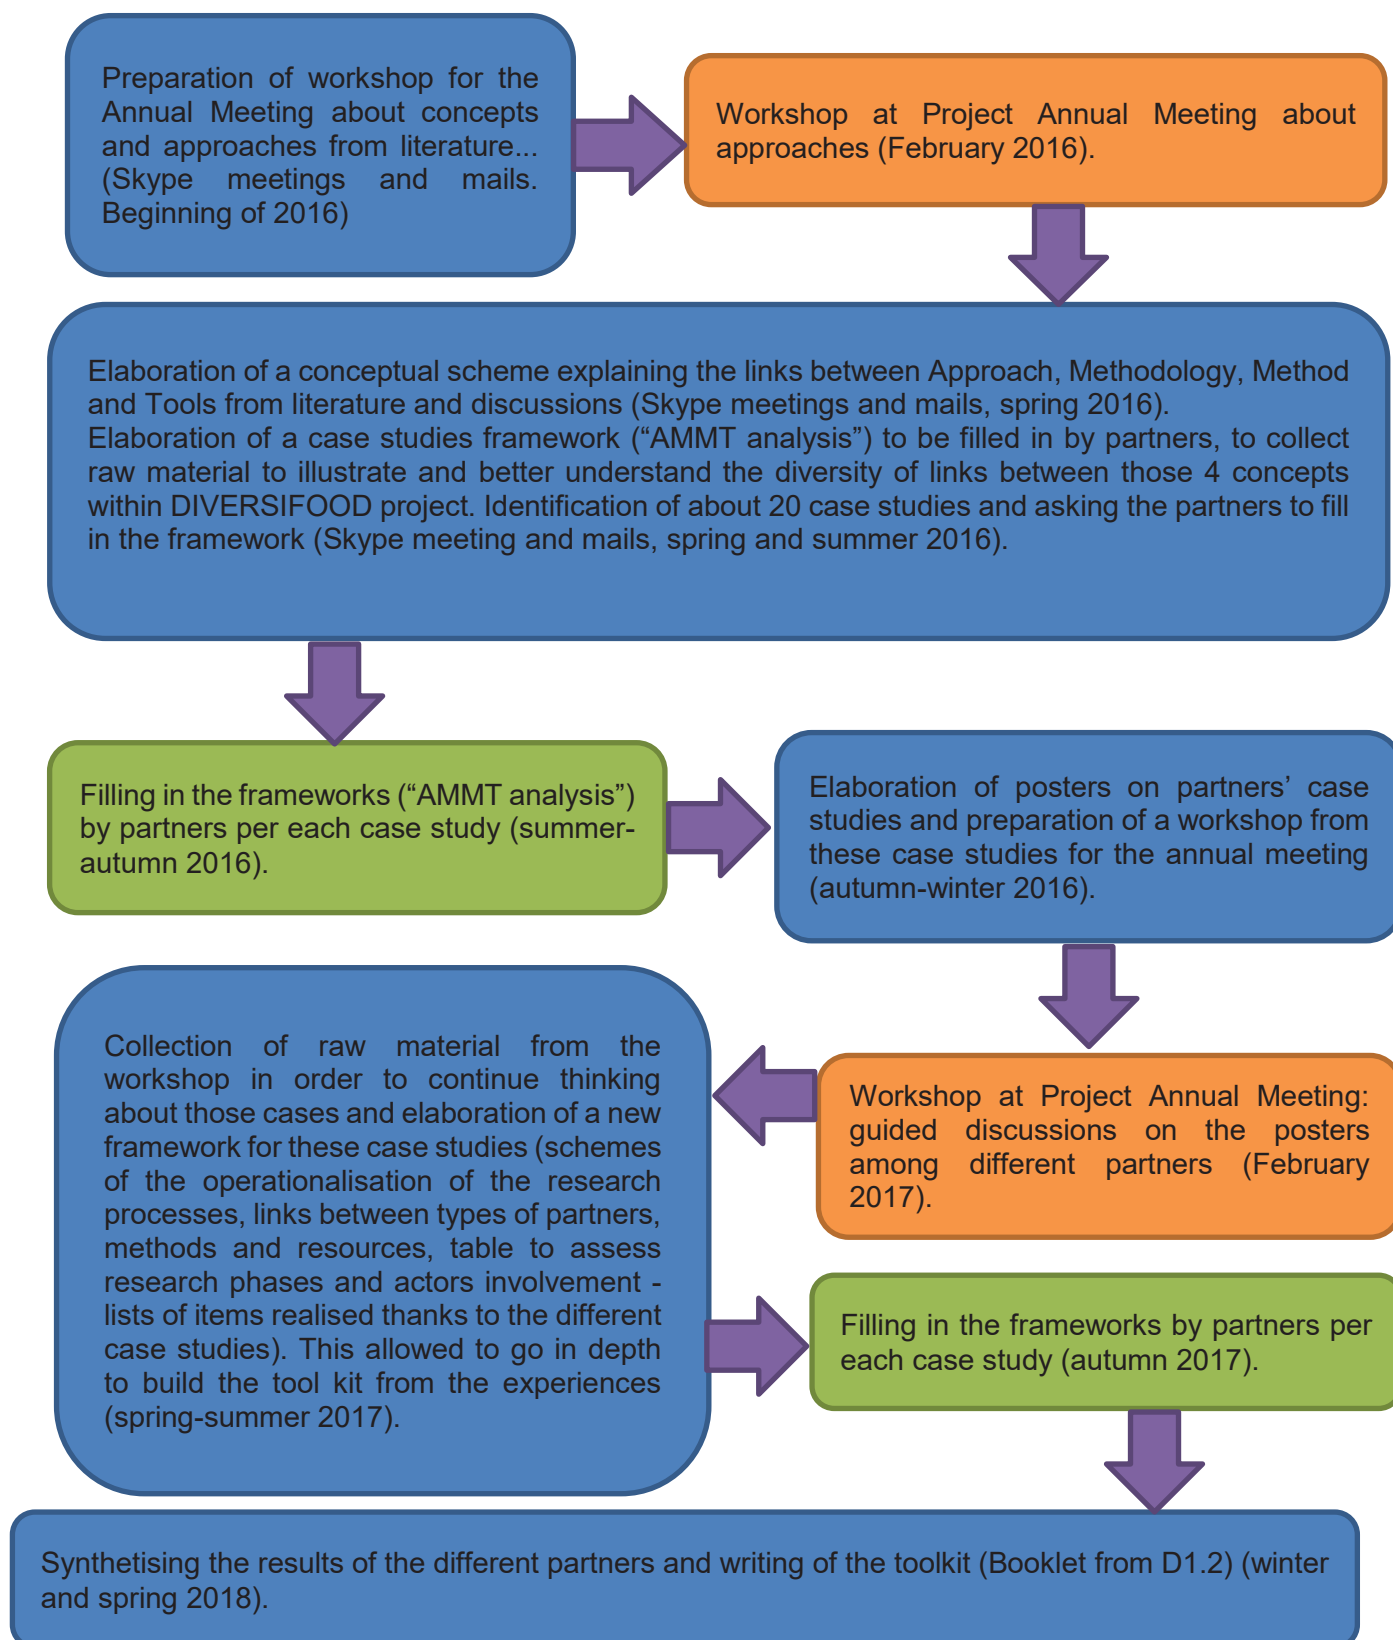 Preparation of workshop for the
Annual Meeting about concepts
and approaches from literature...
(Skype meetings and mails.
Beginning of 2016)
Workshop at Project Annual Meeting about
approaches (February 2016).
Elaboration of a conceptual scheme explaining the links between Approach, Methodology, Method
and Tools from literature and discussions (Skype meetings and mails, spring 2016).
Elaboration of a case studies framework (“AMMT analysis”) to be filled in by partners, to collect
raw material to illustrate and better understand the diversity of links between those 4 concepts
within DIVERSIFOOD project. Identification of about 20 case studies and asking the partners to fill
in the framework (Skype meeting and mails, spring and summer 2016).
Filling in the frameworks (“AMMT analysis”)
by partners per each case study (summer-
autumn 2016).
Elaboration of posters on partners’ case
studies and preparation of a workshop from
these case studies for the annual meeting
(autumn-winter 2016).
Workshop at Project Annual Meeting:
guided discussions on the posters
among different partners (February
2017).
Collection of raw material from the
workshop in order to continue thinking
about those cases and elaboration of a new
framework for these case studies (schemes
of the operationalisation of the research
processes, links between types of partners,
methods and resources, table to assess
research phases and actors involvement -
lists of items realised thanks to the different
case studies). This allowed to go in depth
to build the tool kit from the experiences
(spring-summer 2017).
Filling in the frameworks by partners per
each case study (autumn 2017).
Synthetising the results of the different partners and writing of the toolkit (Booklet from D1.2) (winter
and spring 2018).